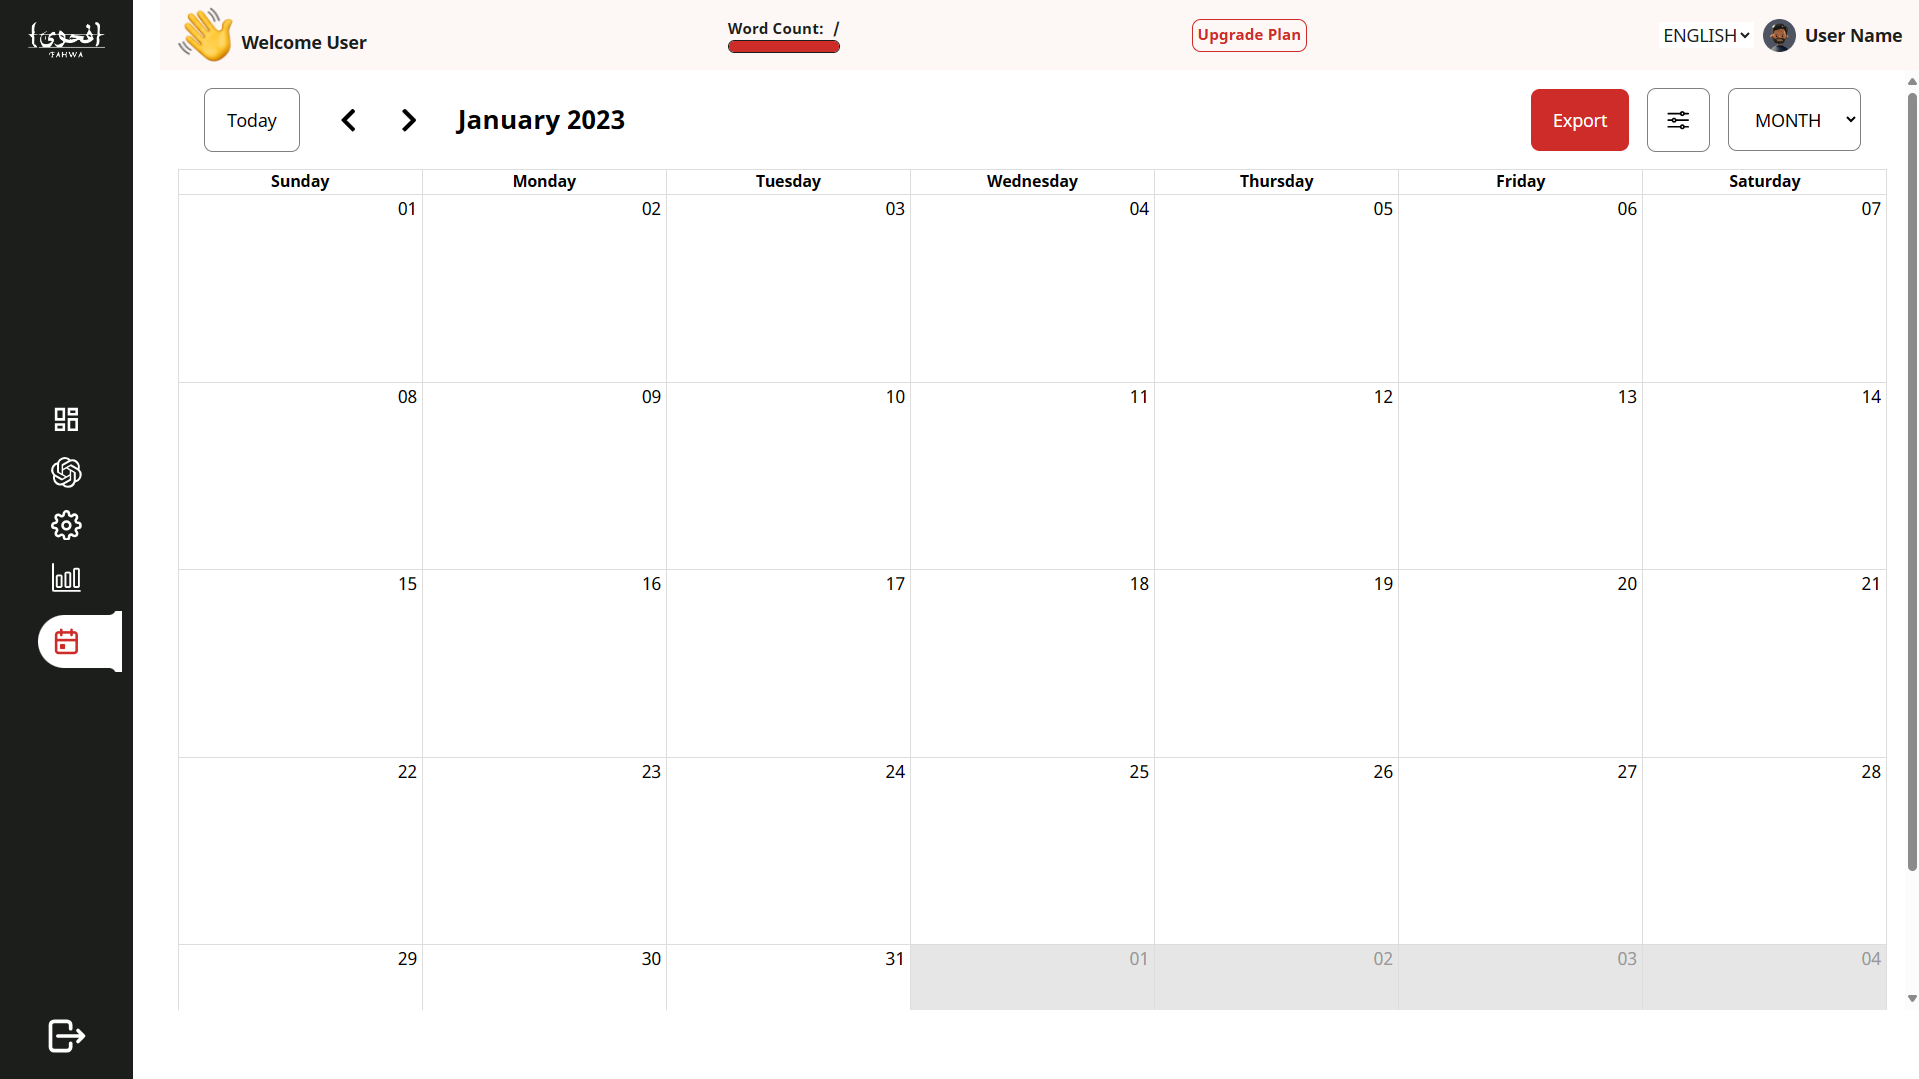 {فحوى}
FAHWA
Welcome User
Word Count: /
Upgrade Plan
ENGLISH
User Name
Today
January 2023
Export
MONTH
Sunday Monday Tuesday Wednesday Thursday Friday Saturday
01 02 03 04 05 06 07
08 09 10 11 12 13 14
15 16 17 18 19 20 21
22 23 24 25 26 27 28
29 30 31 01 02 03 04